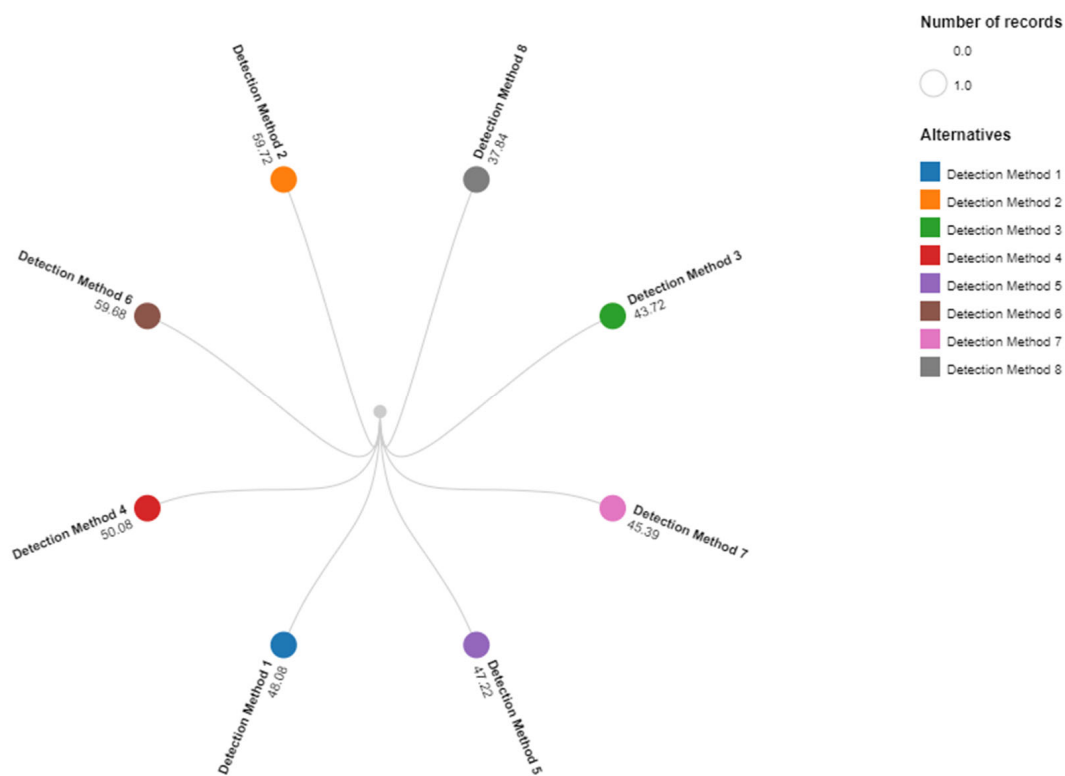 Detection Method 2
59.72
Detection Method 8
37.84
Detection Method 6
59.68
Detection Method 3
43.72
Detection Method 4
50.08
Detection Method 7
45.39
Detection Method 1
48.08
Detection Method 5
47.22
Number of records
0.0
1.0
Alternatives
Detection Method 1
Detection Method 2
Detection Method 3
Detection Method 4
Detection Method 5
Detection Method 6
Detection Method 7
Detection Method 8